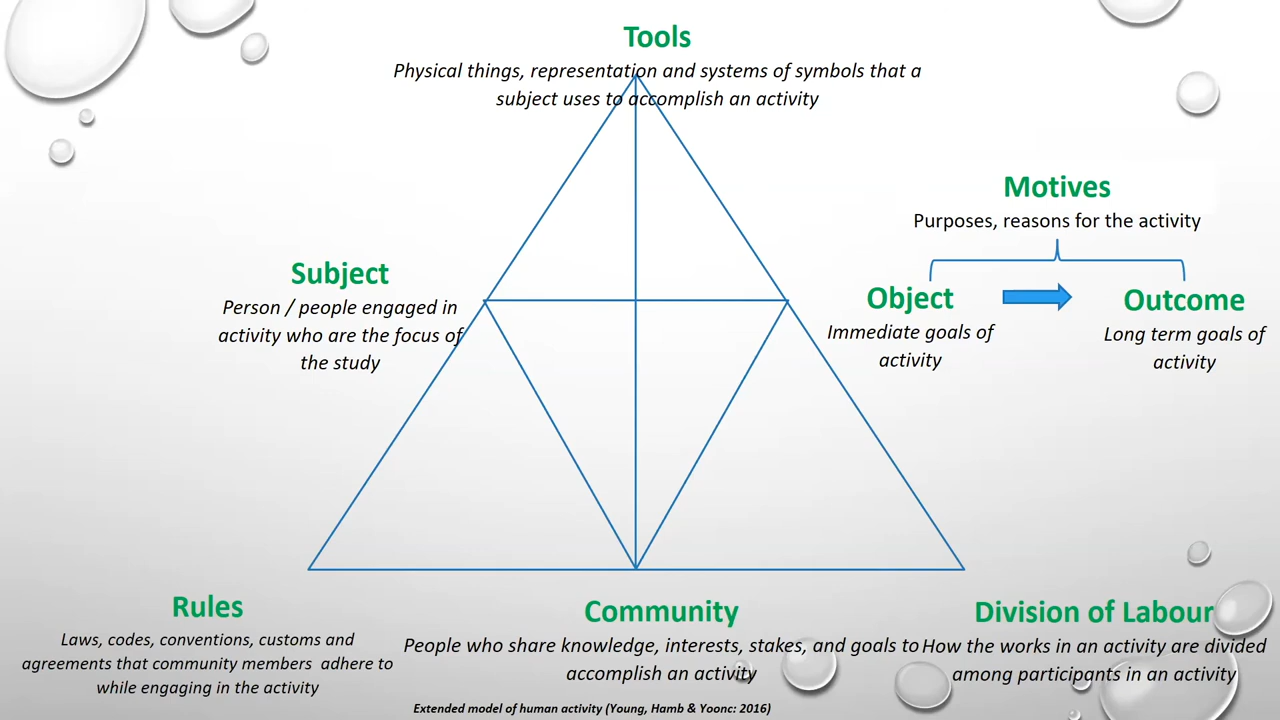 Tools
Physical things, representation and systems of symbols that a
subject uses to accomplish an activity
Motives
Purposes, reasons for the activity
Subject
Person / people engaged in
activity who are the focus of
the study
Object
Immediate goals of
activity
Outcome
Long term goals of
activity
Rules
Laws, codes, conventions, customs and
agreements that community members adhere to
while engaging in the activity
Community
People who share knowledge, interests, stakes, and goals to
accomplish an activity
Division of Labour
How the works in an activity are divided
among participants in an activity
Extended model of human activity (Young, Hamb & Yoonc: 2016)